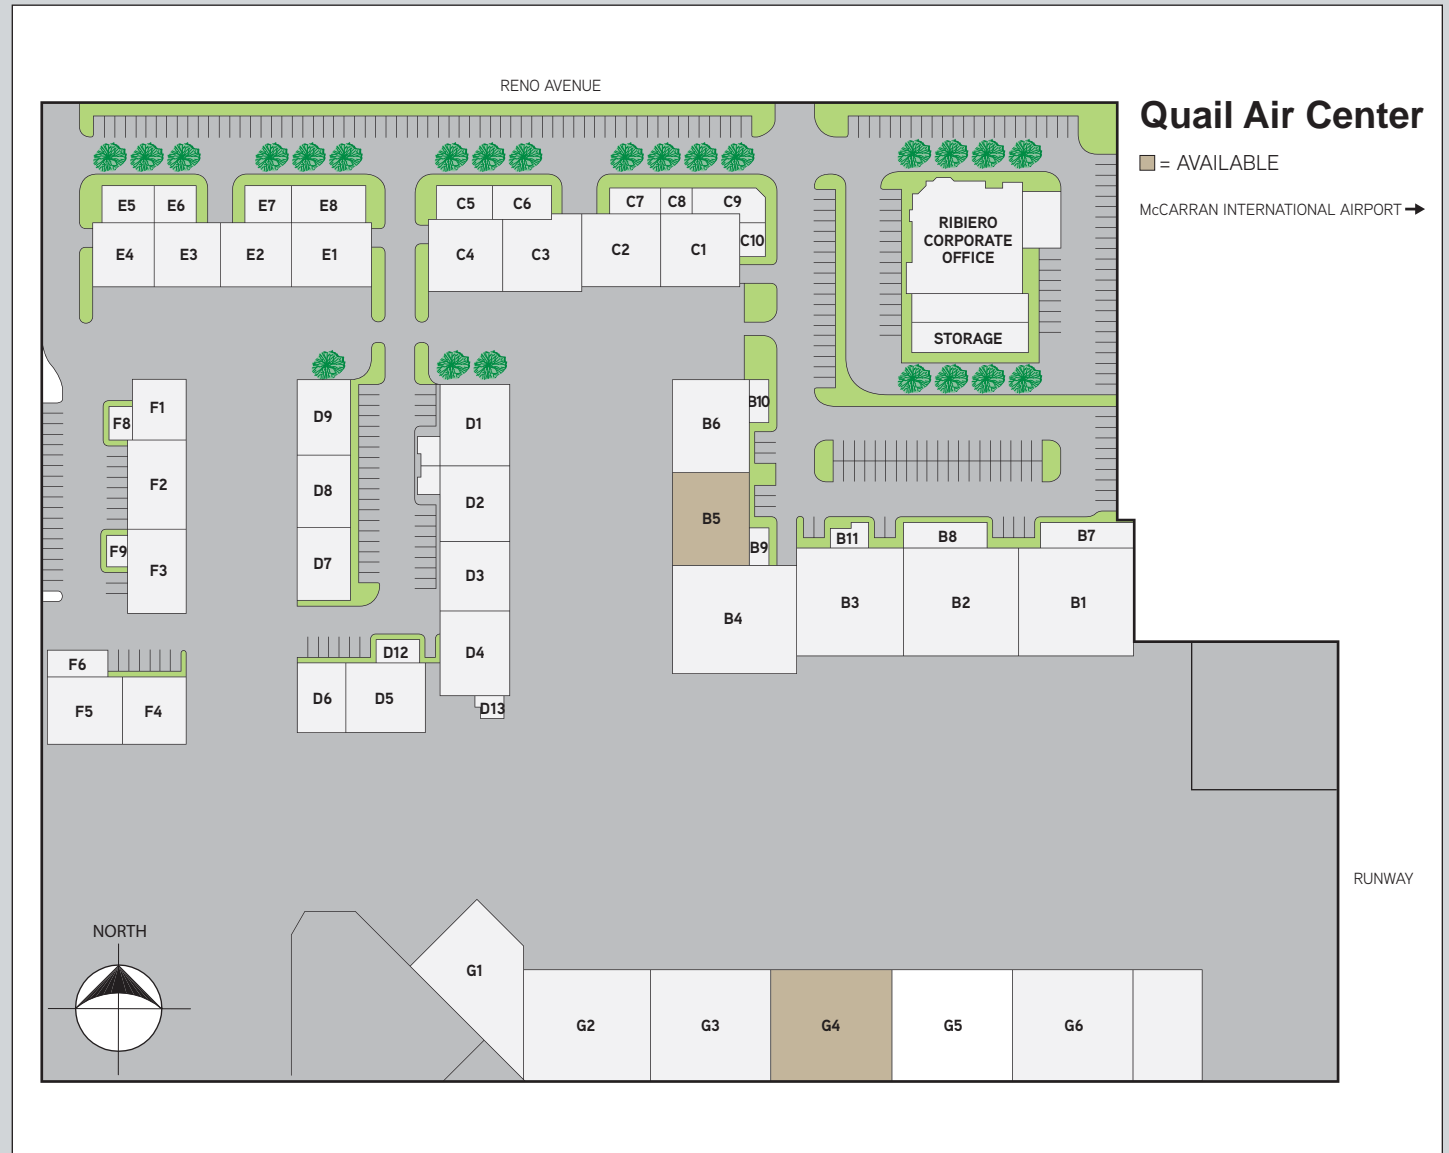 RENO AVENUE
Quail Air Center
= AVAILABLE
McCARRAN INTERNATIONAL AIRPORT
E5
E6
E7
E8
C5
C6
C7
C8
C9
E4
E3
E2
E1
C4
C3
C2
C1
C10
RIBIERO
CORPORATE
OFFICE
STORAGE
F1
F8
F2
F9
F3
D9
D8
D7
D1
D2
D3
D4
B6
B10
B5
B9
B4
B11
B8
B7
B3
B2
B1
F6
F5
F4
D12
D6
D5
D13
RUNWAY
NORTH
G1
G2
G3
G4
G5
G6